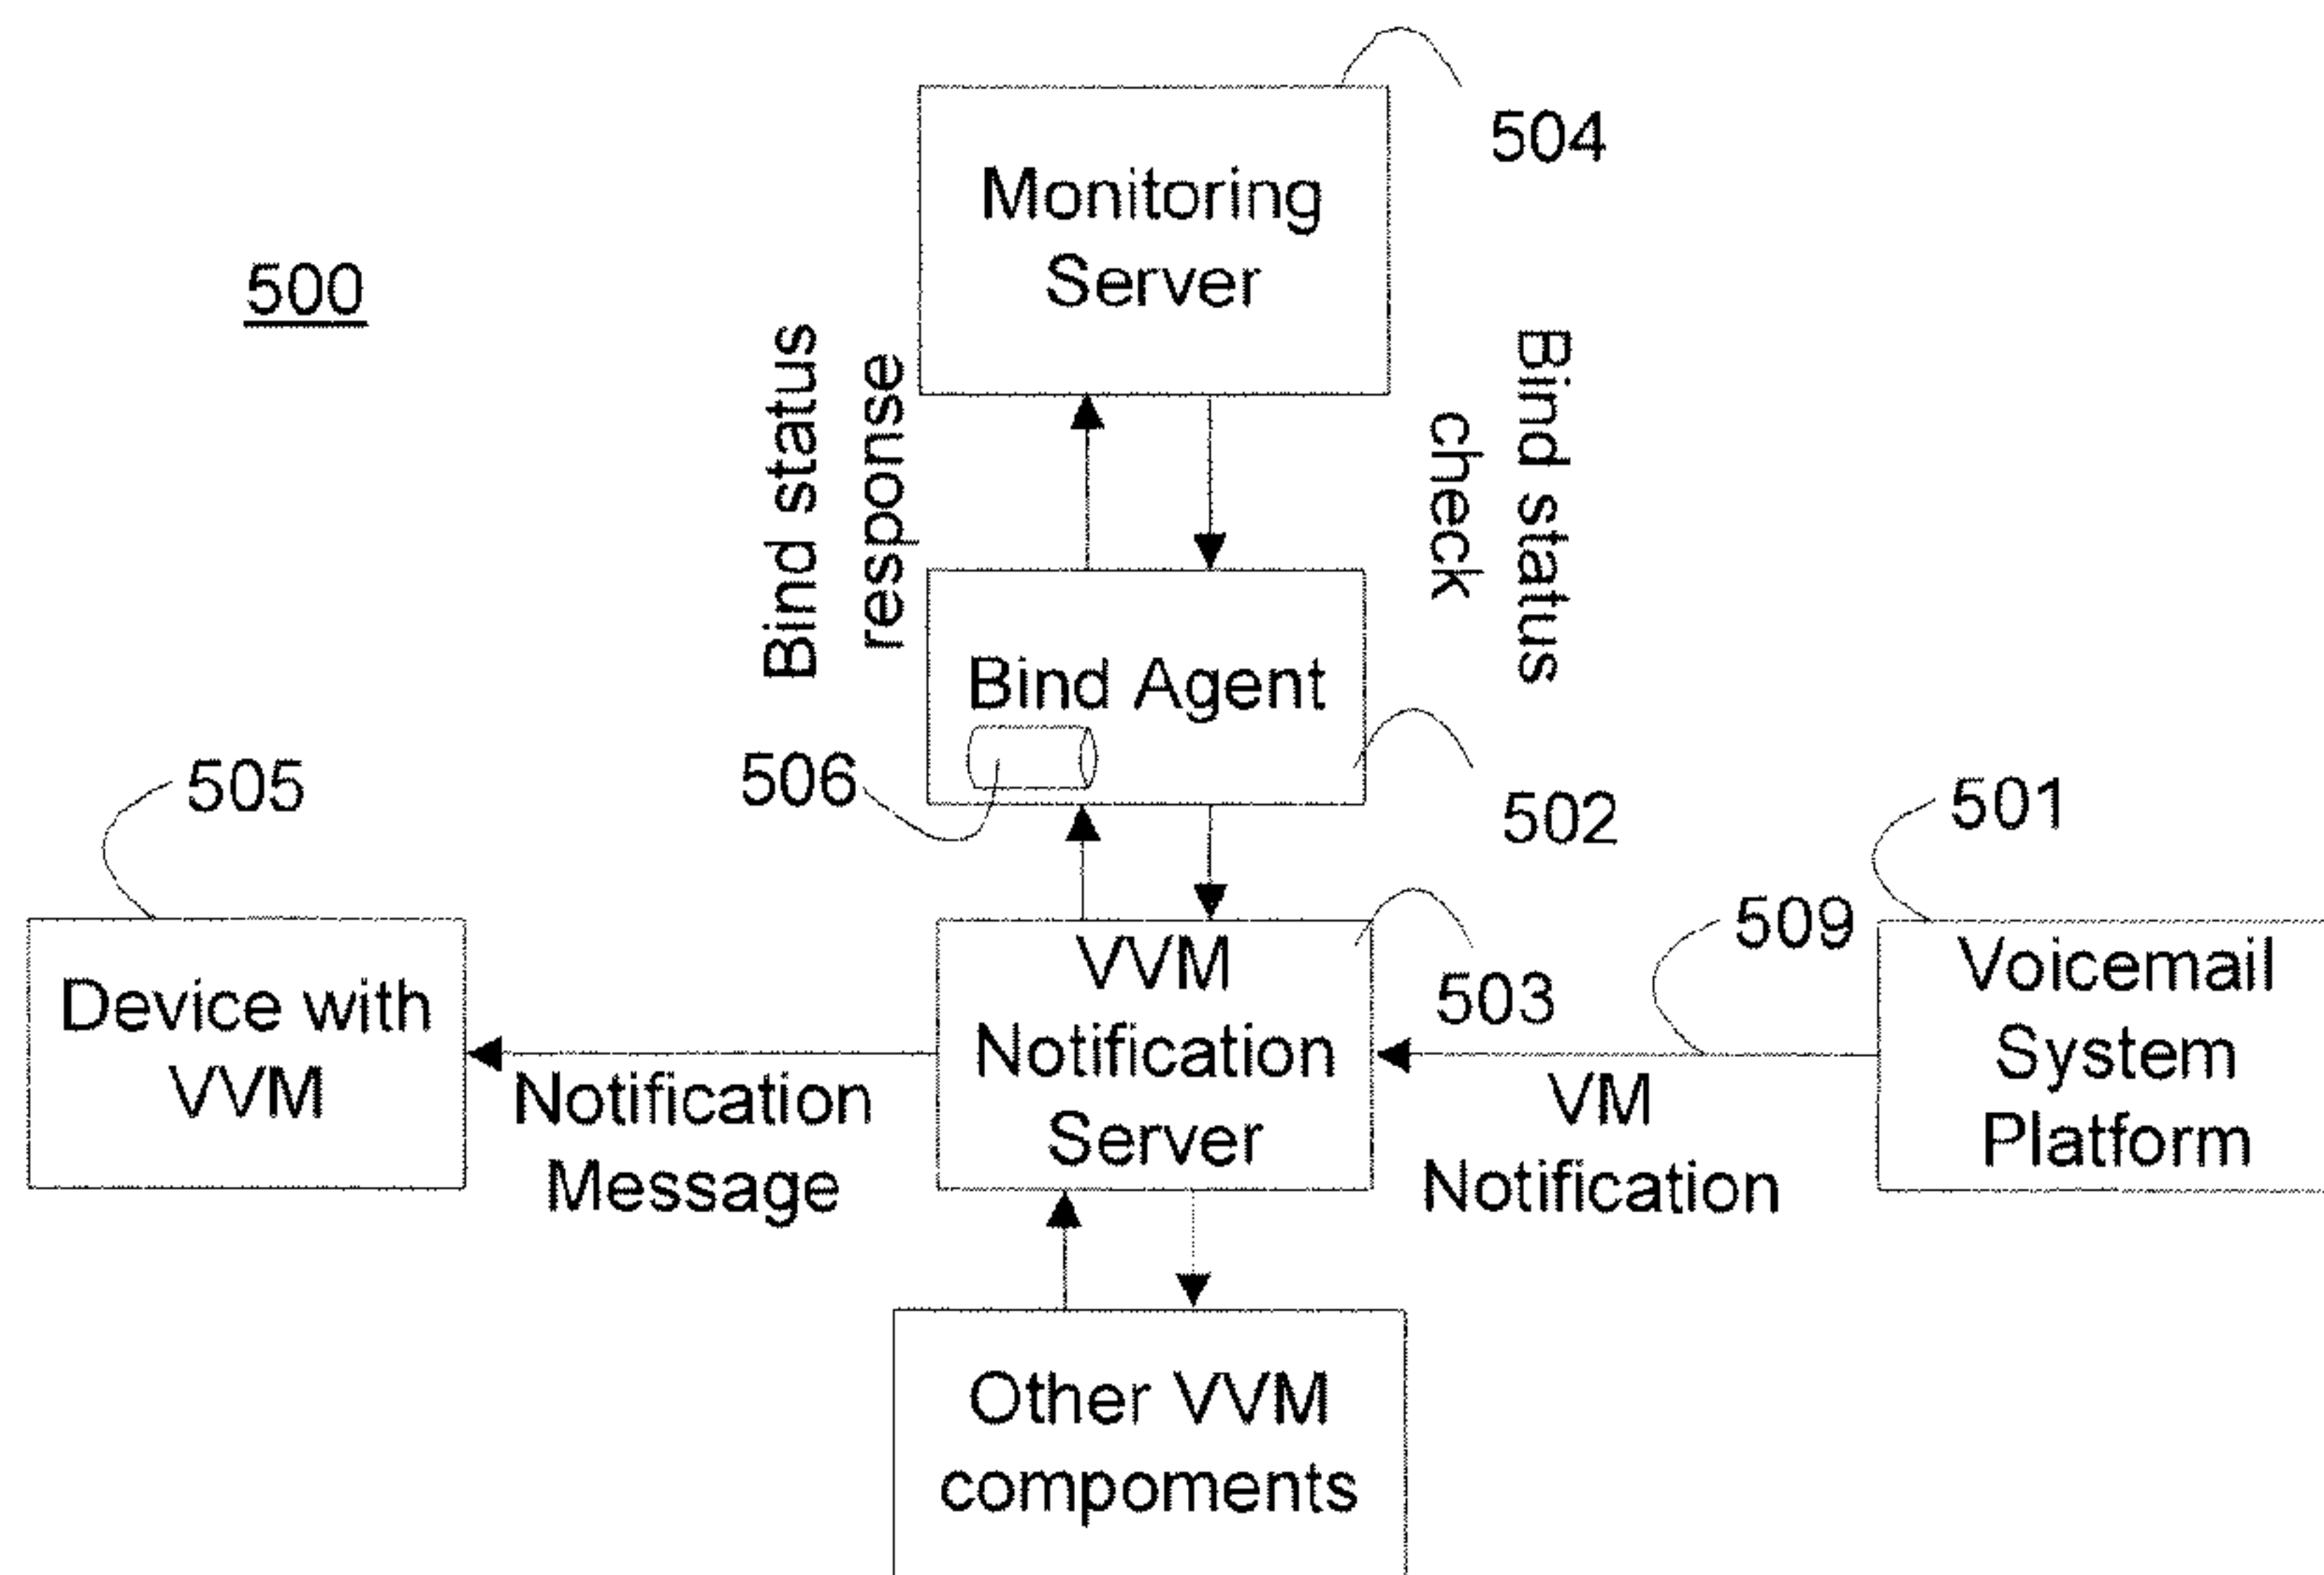 504
Monitoring
Server
500
Bind status
response
Bind status
check
Bind Agent
506
502
505
501
509
503
Device with
VVM
Notification
Message
VVM
Notification
Server
VM
Notification
Voicemail
System
Platform
Other VVM
compoments